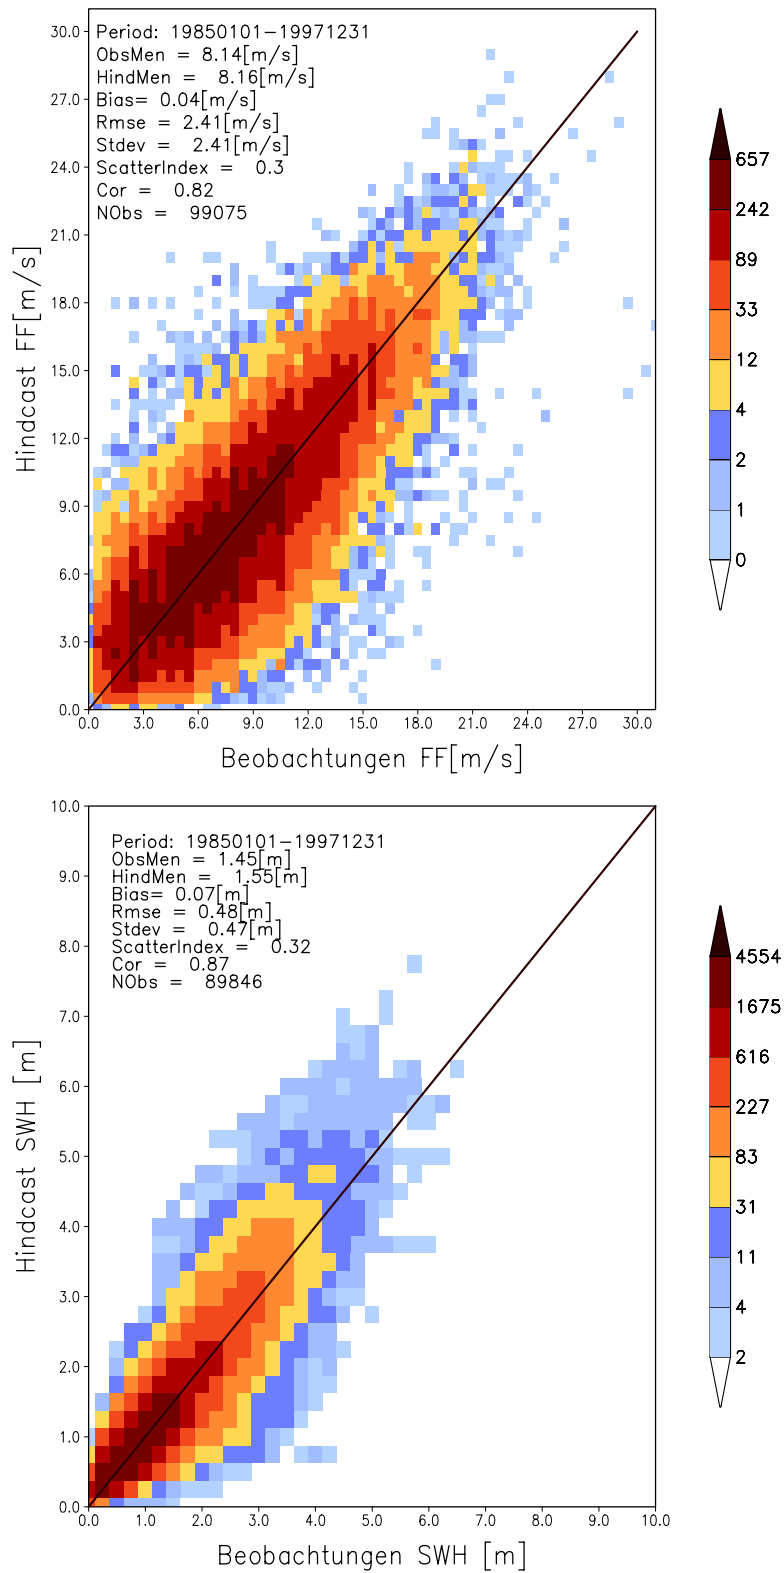 Period: 19850101-19971231
ObsMen = 8.14[m/s]
HindMen = 8.16[m/s]
Bias= 0.04[m/s]
Rmse = 2.41[m/s]
Stdev = 2.41[m/s]
ScatterIndex = 0.3
Cor = 0.82
NObs = 99075
30.0
27.0
24.0
21.0
18.0
15.0
12.0
9.0
6.0
3.0
0.0
Hindcast FF[m/s]
0.0 3.0 6.0 9.0 12.0 15.0 18.0 21.0 24.0 27.0 30.0
Beobachtungen FF[m/s]
657
242
89
33
12
4
2
1
0
Period: 19850101-19971231
ObsMen = 1.45[m]
HindMen = 1.55[m]
Bias= 0.07[m]
Rmse = 0.48[m]
Stdev = 0.47[m]
ScatterIndex = 0.32
Cor = 0.87
NObs = 89846
10.0
9.0
8.0
7.0
6.0
5.0
4.0
3.0
2.0
1.0
0.0
Hindcast SWH [m]
0.0 1.0 2.0 3.0 4.0 5.0 6.0 7.0 8.0 9.0 10.0
Beobachtungen SWH [m]
4554
1675
616
227
83
31
11
4
2